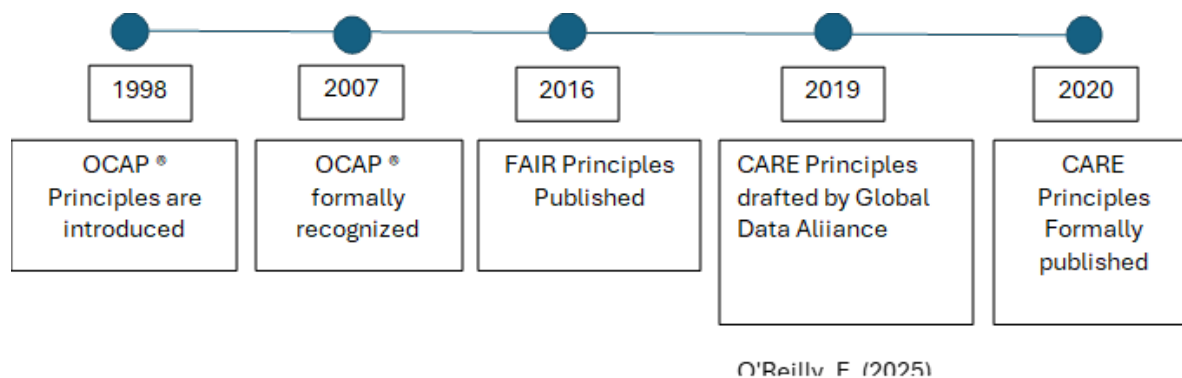 1998
2007
2016
2019
2020
OCAP ®
Principles are
introduced
OCAP ®
formally
recognized
FAIR Principles
Published
CARE Principles
drafted by Global
Data Aliiance
CARE
Principles
Formally
published
O'Reilly, E. (2025)